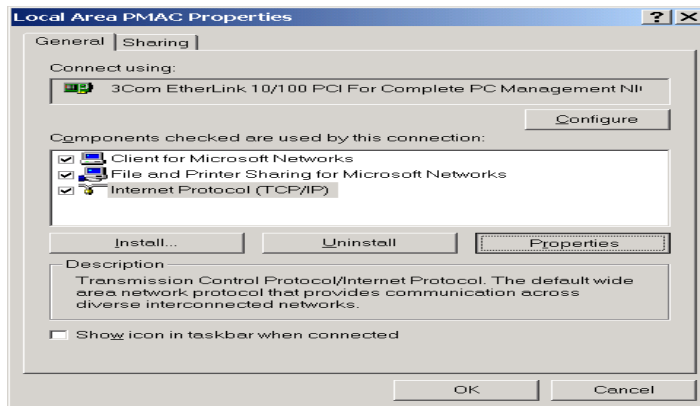 Local Area PMAC Properties
General
Sharing
Connect using:
3Com EtherLink 10/100 PCI For Complete PC Management
Configure
Components checked are used by this connection:
Client for Microsoft Networks
File and Printer Sharing for Microsoft Networks
Internet Protocol (TCP/IP)
Install...
Uninstall
Properties
Description
Transmission Control Protocol/Internet Protocol. The default wide
area network protocol that provides communication across
diverse interconnected networks.
Show icon in taskbar when connected
OK
Cancel